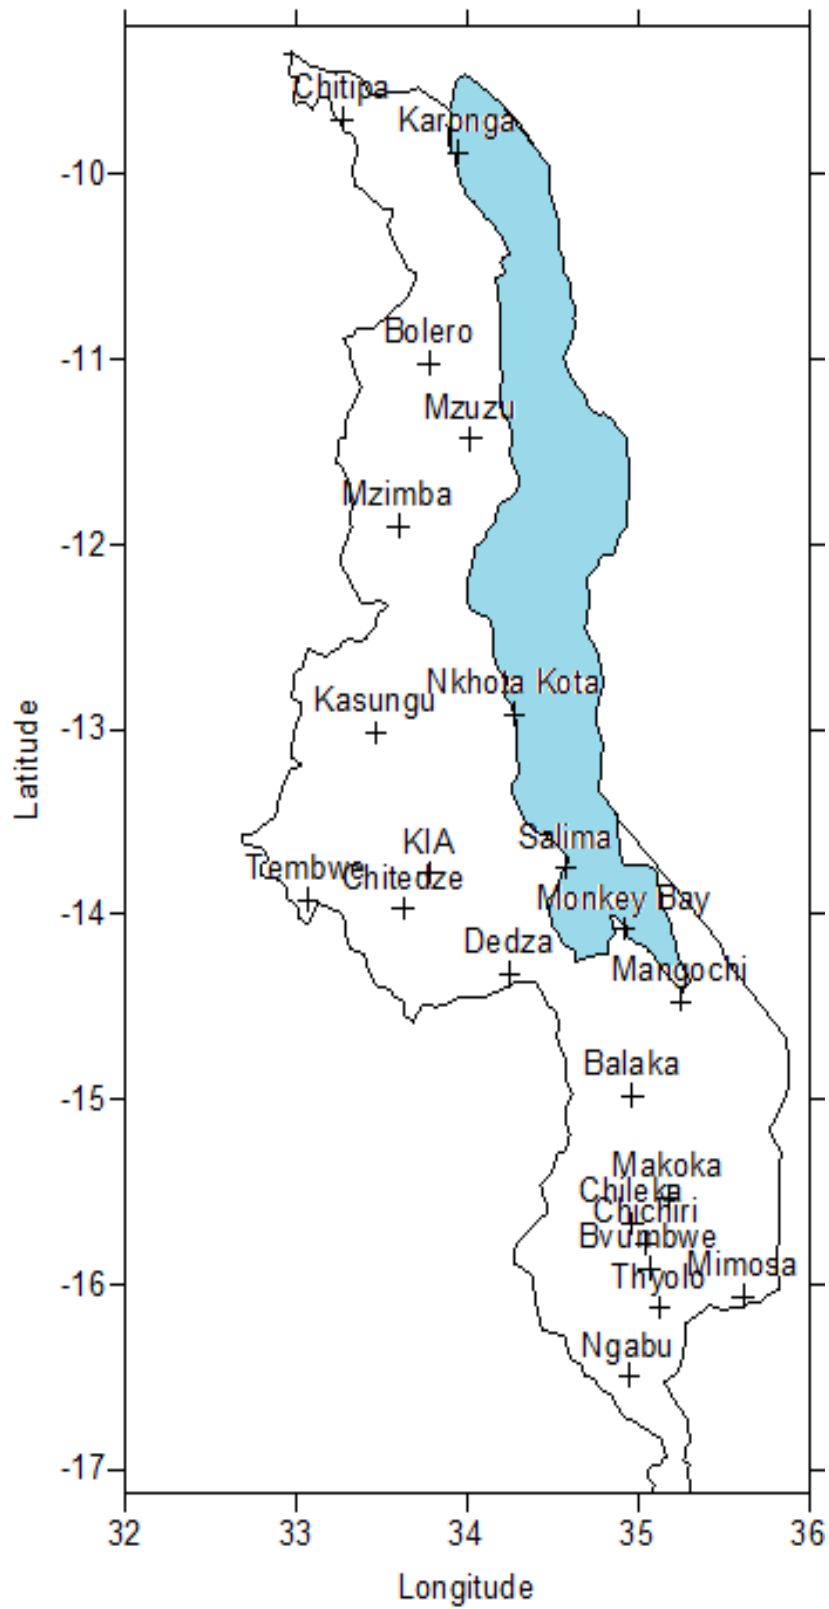 Chitipa
Karonga
-10
Bolero
-11
Mzuzu
Mzimba
-12
Nkhota Kota
Kasungu
-13
Latitude
Salima
KIA
Tembwe
Chitedze
Monkey Bay
-14
Dedza
Mangochi
Balaka
-15
Makoka
Chileka
Chichiri
Bvumbwe
Mimosa
Thyolo
-16
Ngabu
-17
32 33 34 35 36
Longitude